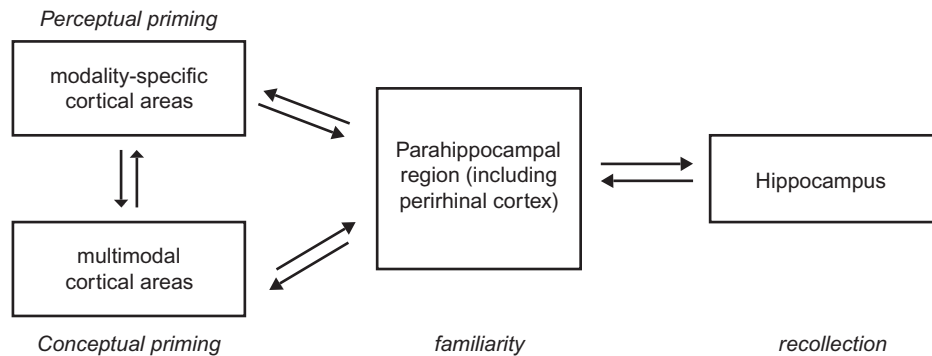 Perceptual priming
modality-specific
cortical areas
Parahippocampal
region (including
perirhinal cortex)
Hippocampus
multimodal
cortical areas
Conceptual priming
familiarity
recollection